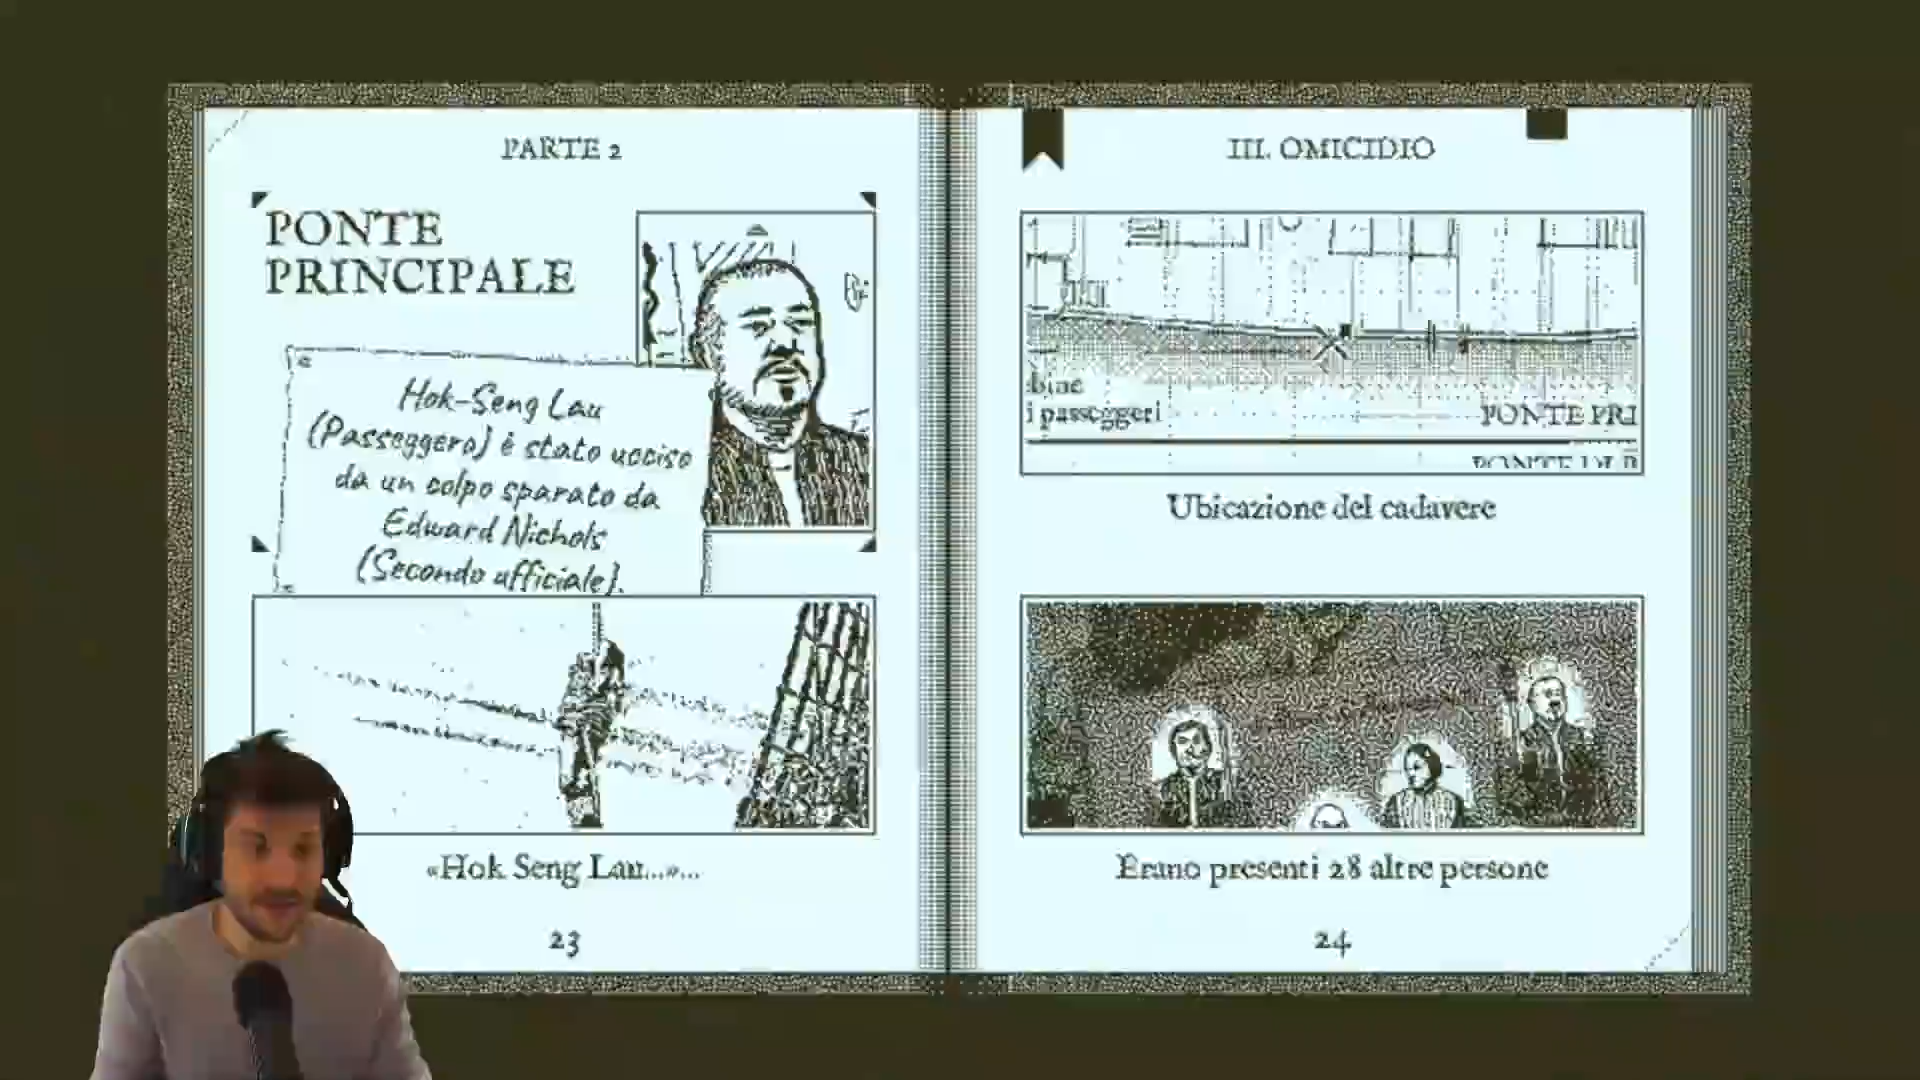 PARTE 2
PONTE
PRINCIPALE
Hok-Seng Lau
(Passeggero) è stato ucciso
da un colpo sparato da
Edward Nichols
(Secondo ufficiale).
«Hok Seng Lau...»...
23
III. OMICIDIO
bine
i passeggeri
PONTE PRI
Ubicazione del cadavere
Erano presenti 28 altre persone
24